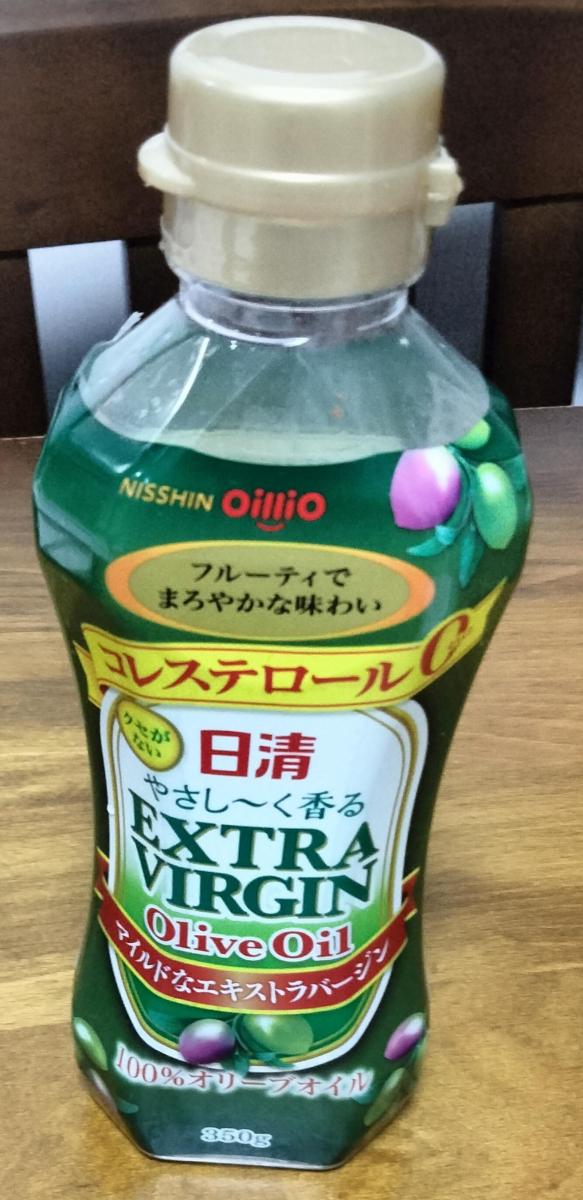 NISSHIN OilliO
フルーティで
まろやかな味わい
コレステロール0
クセが
ない
日清
やさし〜く香る
EXTRA
VIRGIN
Olive Oil
マイルドなエキストラバージン
100%オリーブオイル
350g